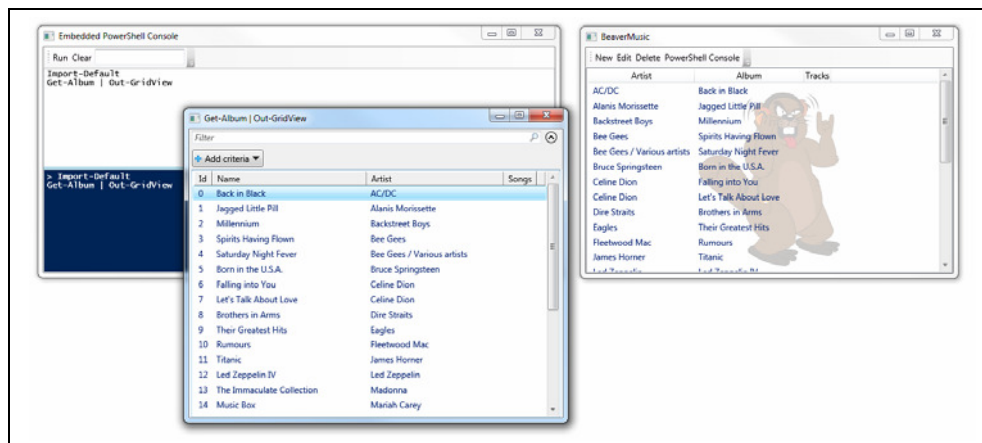 Embedded PowerShell Console
Run Clear
Import-Default
Get-Album | Out-GridView
> Import-Default
Get-Album | Out-GridView
Get-Album | Out-GridView
Filter
Add criteria
Id Name Artist Songs
0 Back in Black AC/DC
1 Jagged Little Pill Alanis Morissette
2 Millennium Backstreet Boys
3 Spirits Having Flown Bee Gees
4 Saturday Night Fever Bee Gees / Various artists
5 Born in the U.S.A. Bruce Springsteen
6 Falling into You Celine Dion
7 Let's Talk About Love Celine Dion
8 Brothers in Arms Dire Straits
9 Their Greatest Hits Eagles
10 Rumours Fleetwood Mac
11 Titanic James Horner
12 Led Zeppelin IV Led Zeppelin
13 The Immaculate Collection Madonna
14 Music Box Mariah Carey
BeaverMusic
New Edit Delete PowerShell Console
Artist Album Tracks
AC/DC Back in Black
Alanis Morissette Jagged Little Pill
Backstreet Boys Millennium
Bee Gees Spirits Having Flown
Bee Gees / Various artists Saturday Night Fever
Bruce Springsteen Born in the U.S.A.
Celine Dion Falling into You
Celine Dion Let's Talk About Love
Dire Straits Brothers in Arms
Eagles Their Greatest Hits
Fleetwood Mac Rumours
James Horner Titanic
Led Zeppelin Led Zeppelin IV